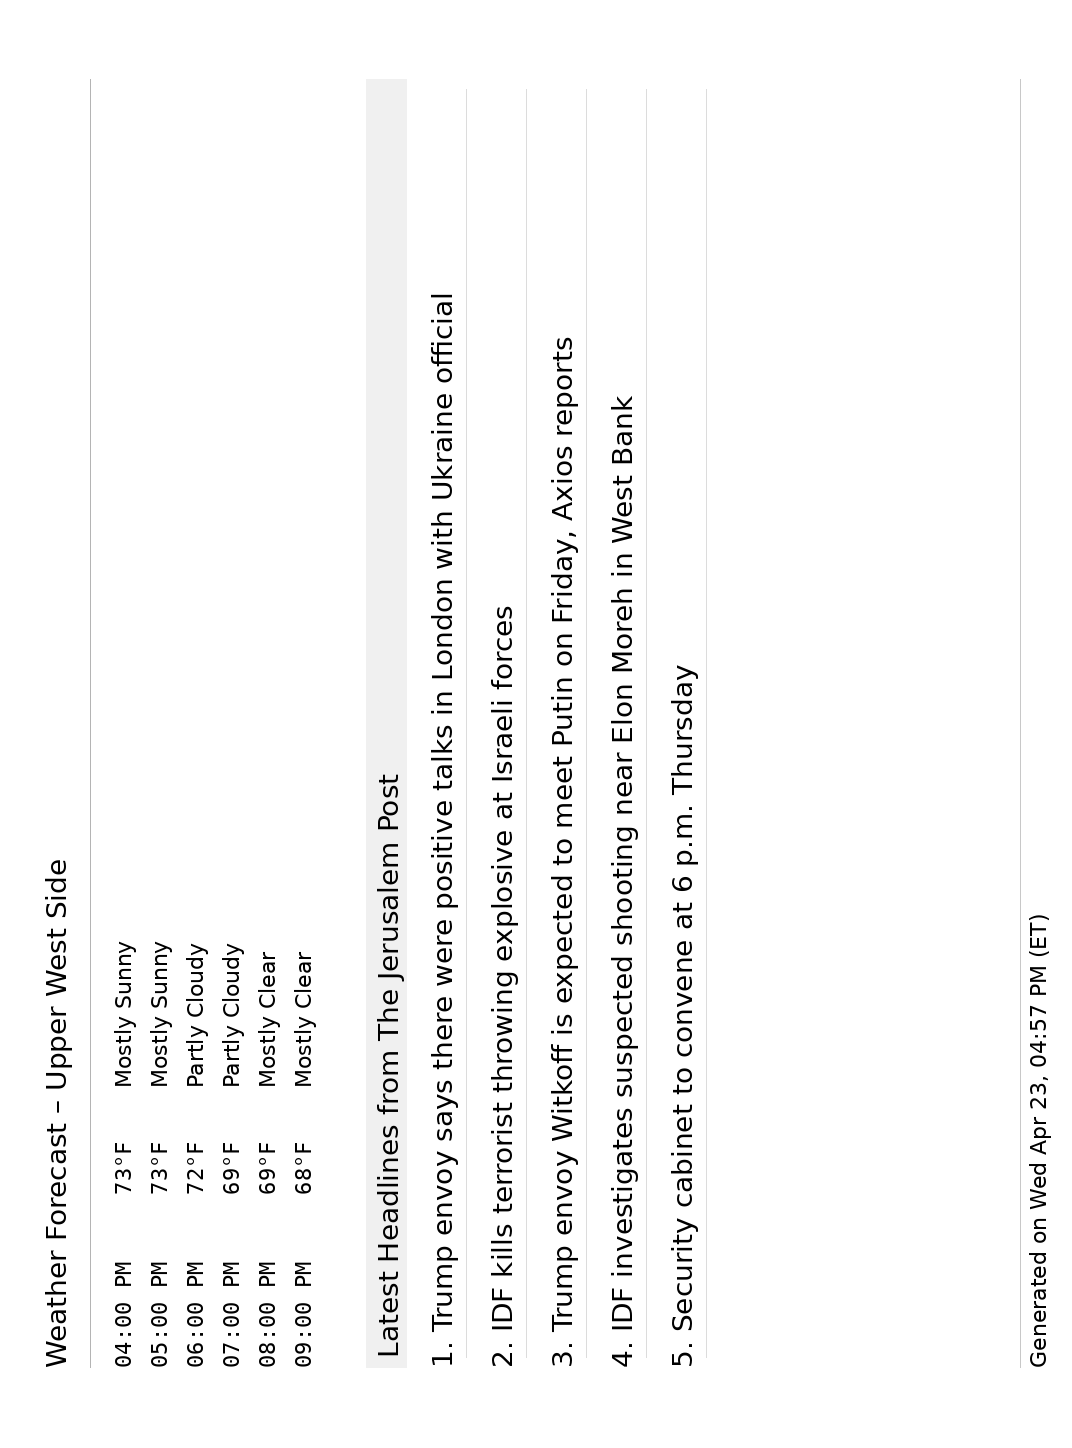 Weather Forecast – Upper West Side
04:00 PM 73°F Mostly Sunny
05:00 PM 73°F Mostly Sunny
06:00 PM 72°F Partly Cloudy
07:00 PM 69°F Partly Cloudy
08:00 PM 69°F Mostly Clear
09:00 PM 68°F Mostly Clear
Latest Headlines from The Jerusalem Post
1. Trump envoy says there were positive talks in London with Ukraine official
2. IDF kills terrorist throwing explosive at Israeli forces
3. Trump envoy Witkoff is expected to meet Putin on Friday, Axios reports
4. IDF investigates suspected shooting near Elon Moreh in West Bank
5. Security cabinet to convene at 6 p.m. Thursday
Generated on Wed Apr 23, 04:57 PM (ET)